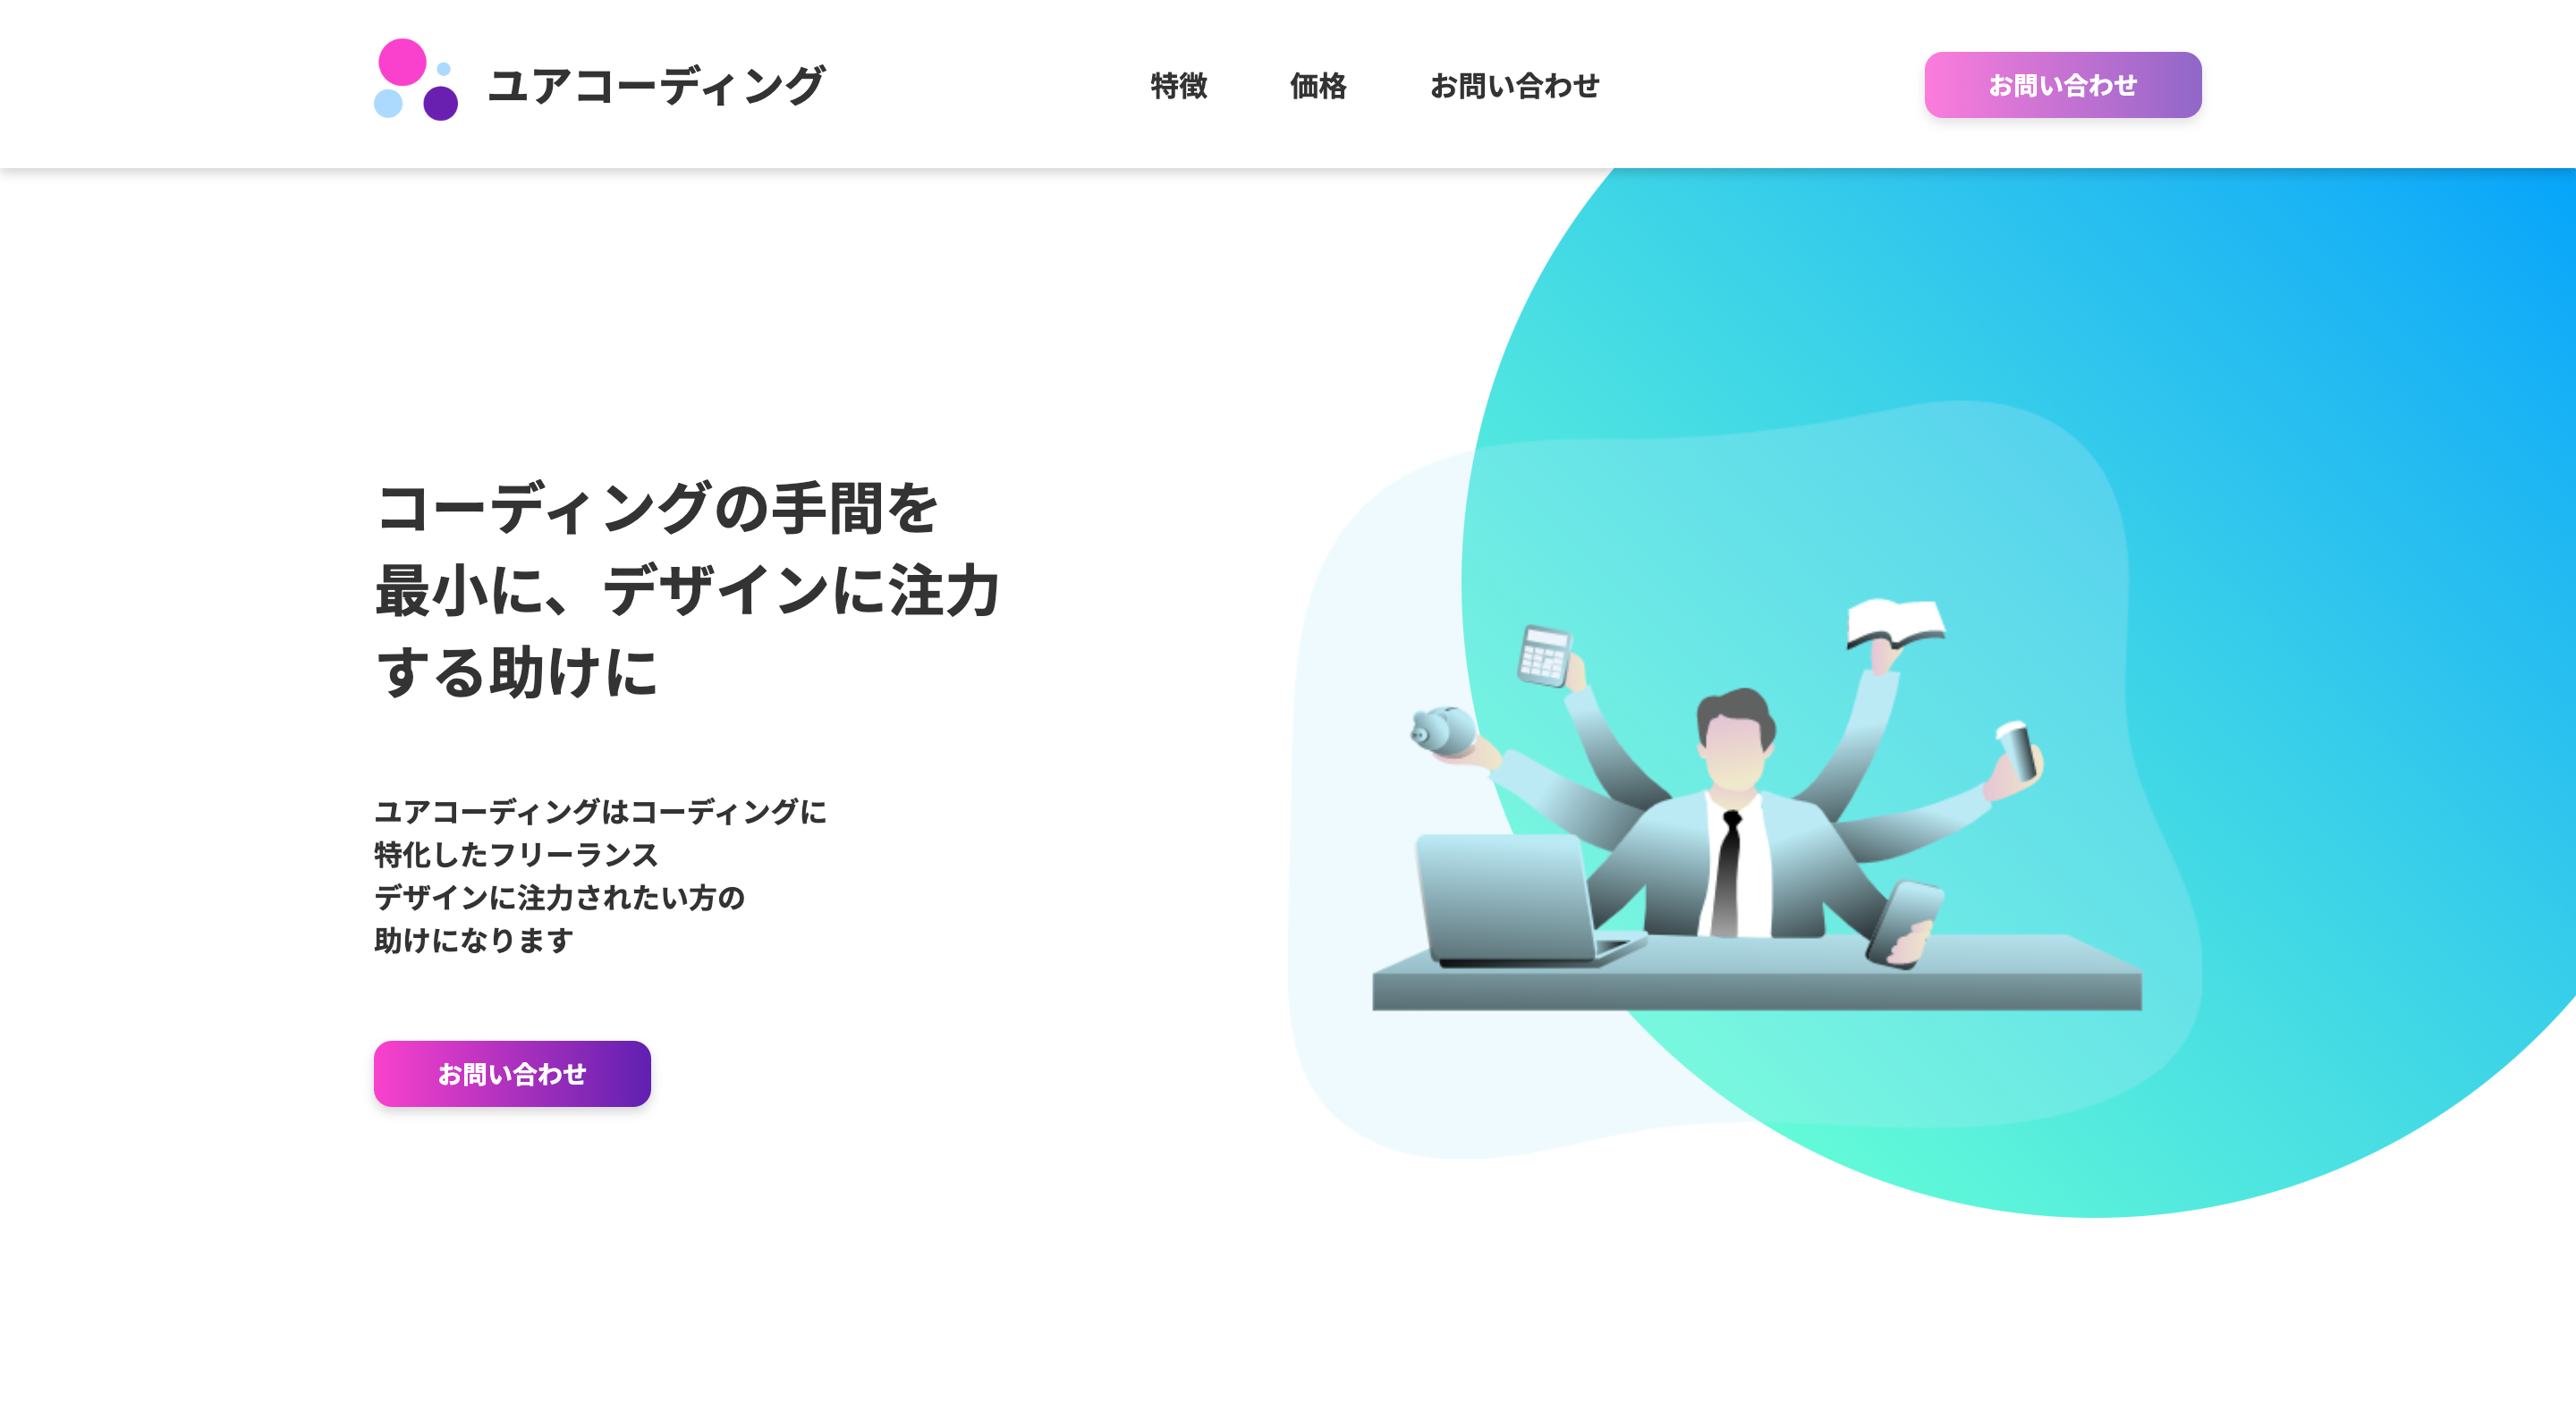 ユアコーディング
特徴
価格
お問い合わせ
お問い合わせ
コーディングの手間を
最小に、デザインに注力
する助けに
ユアコーディングはコーディングに
特化したフリーランス
デザインに注力されたい方の
助けになります
お問い合わせ